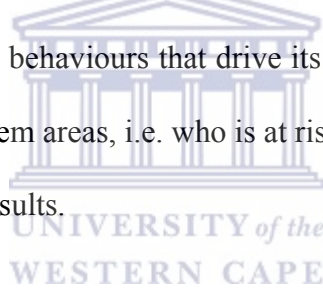 behaviours that drive its
em areas, i.e. who is at ris
sults.
UNIVERSITY of the
WESTERN CAPE